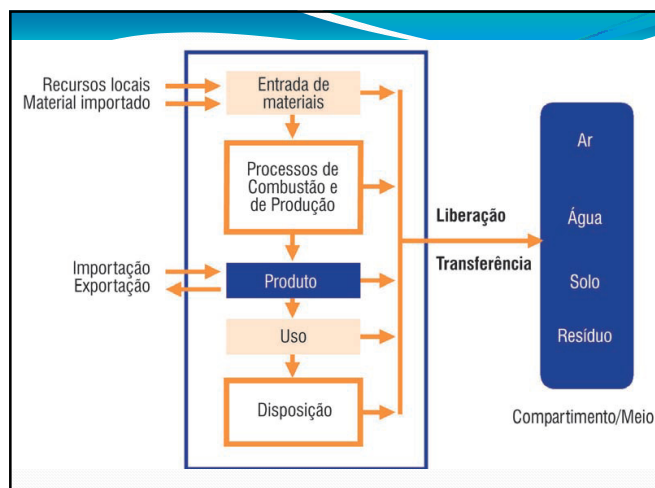 Recursos locais
Material importado
Entrada de
materiais
Processos de
Combustão e
de Produção
Importação
Exportação
Produto
Uso
Disposição
Liberação
Transferência
Ar
Água
Solo
Resíduo
Compartimento/Meio